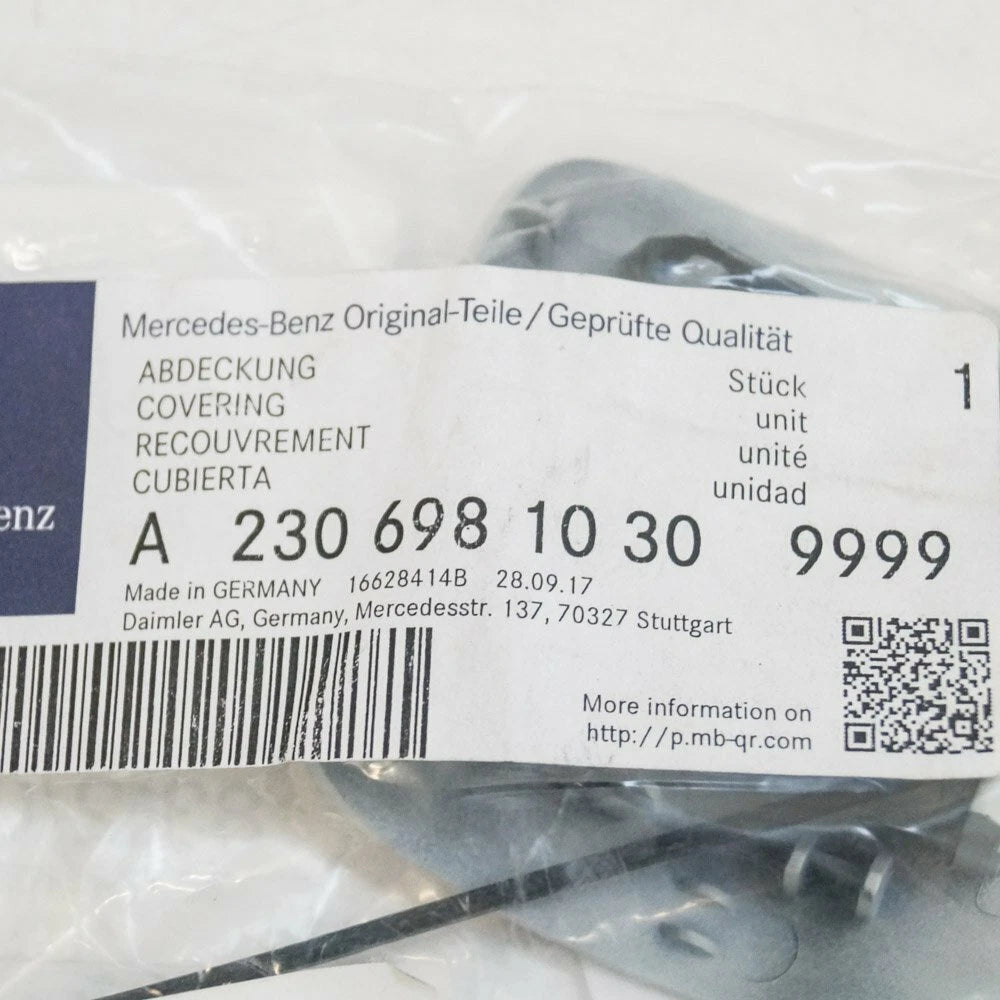 Mercedes-Benz Original-Teile/Geprüfte Qualität
ABDECKUNG
COVERING
RECOUVREMENT
CUBIERTA
Stück 1
unit
unité
unidad
enz
A 230 698 10 30 9999
Made in GERMANY 16628414B 28.09.17
Daimler AG, Germany, Mercedesstr. 137, 70327 Stuttgart
More information on
http://p.mb-qr.com